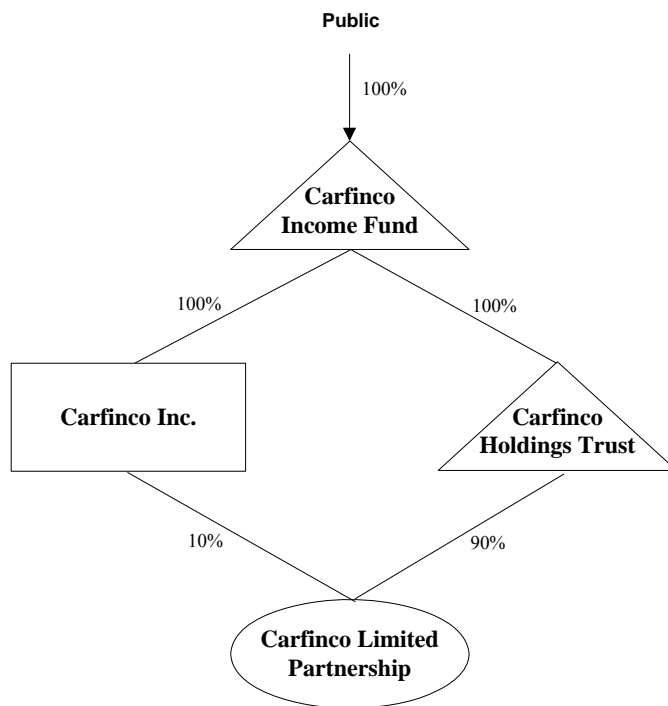 Public
100%
Carfinco
Income Fund
100%
100%
Carfinco Inc.
Carfinco
Holdings Trust
10%
90%
Carfinco Limited
Partnership